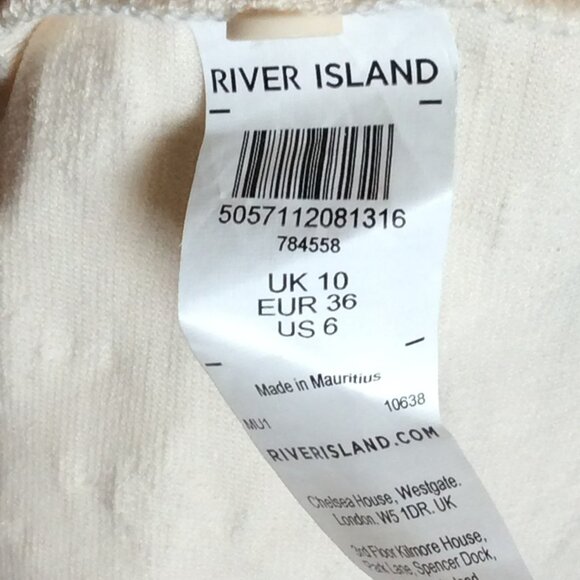 RIVER ISLAND
5057112081316
784558
UK 10
EUR 36
US 6
Made in Mauritius
MU1
10638
RIVERISLAND.COM
Chelsea House, Westgate.
London. W5 1DR. UK
3rd Floor Kilmore House,
Park Lane, Spencer Dock,